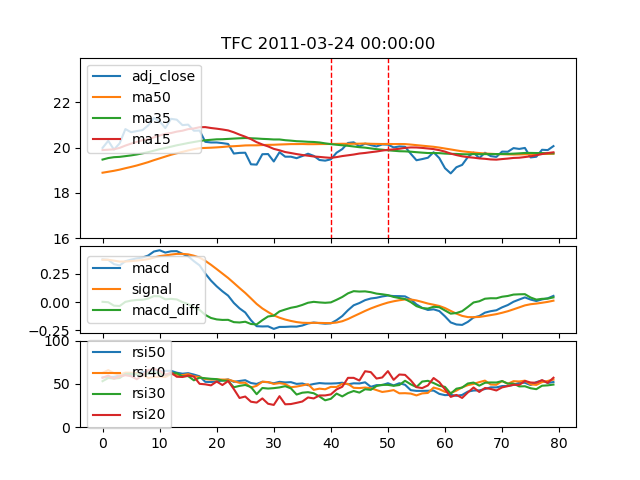 TFC 2011-03-24 00:00:00
adj_close
ma50
ma35
ma15
22
20
18
16
macd
signal
macd_diff
0.25
0.00
−0.25
rsi50
rsi40
rsi30
rsi20
100
50
0
0 10 20 30 40 50 60 70 80